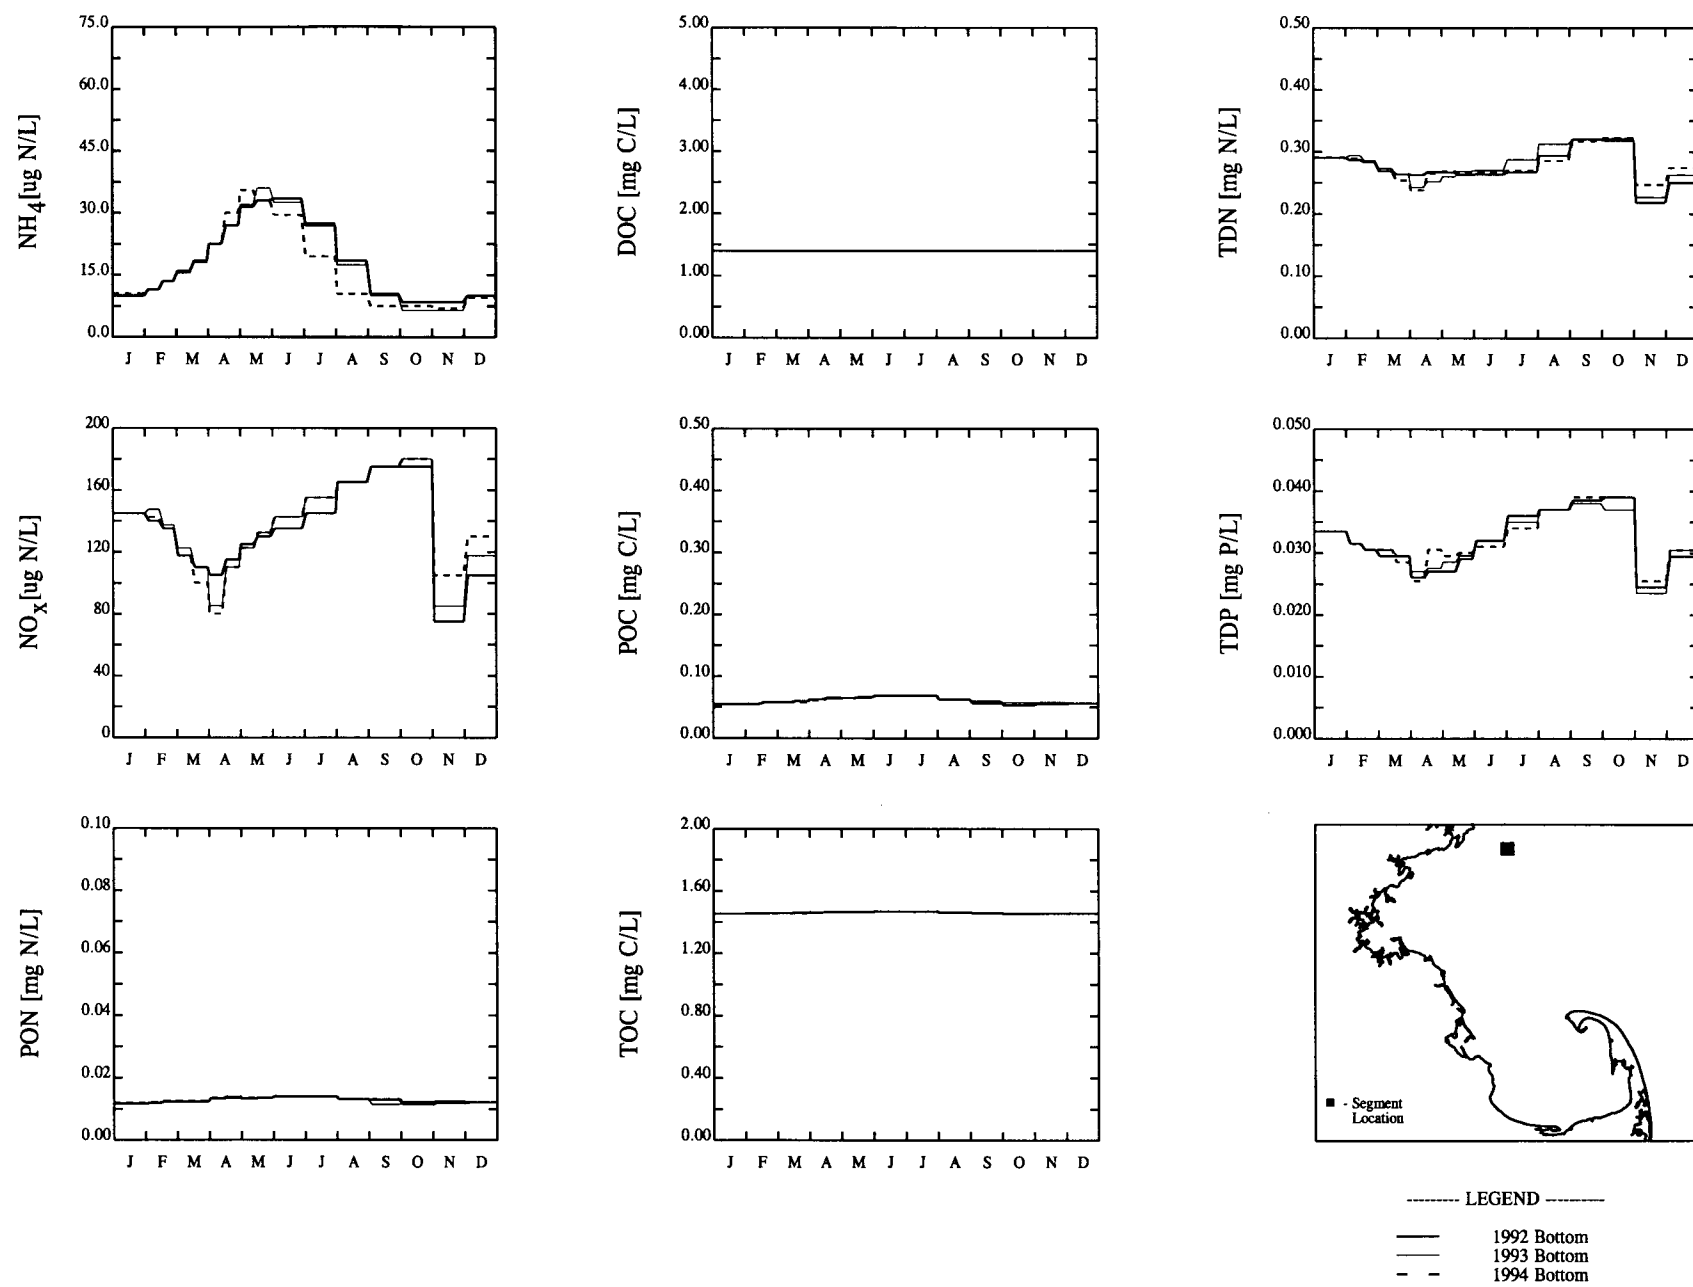 NH4[ug N/L]
75.0
60.0
45.0
30.0
15.0
0.0
J F M A M J J A S O N D
DOC [mg C/L]
5.00
4.00
3.00
2.00
1.00
0.00
J F M A M J J A S O N D
TDN [mg N/L]
0.50
0.40
0.30
0.20
0.10
0.00
J F M A M J J A S O N D
NOx[ug N/L]
200
160
120
80
40
0
J F M A M J J A S O N D
POC [mg C/L]
0.50
0.40
0.30
0.20
0.10
0.00
J F M A M J J A S O N D
TDP [mg P/L]
0.050
0.040
0.030
0.020
0.010
0.000
J F M A M J J A S O N D
PON [mg N/L]
0.10
0.08
0.06
0.04
0.02
0.00
J F M A M J J A S O N D
TOC [mg C/L]
2.00
1.60
1.20
0.80
0.40
0.00
J F M A M J J A S O N D
- Segment
Location
LEGEND
1992 Bottom
1993 Bottom
1994 Bottom